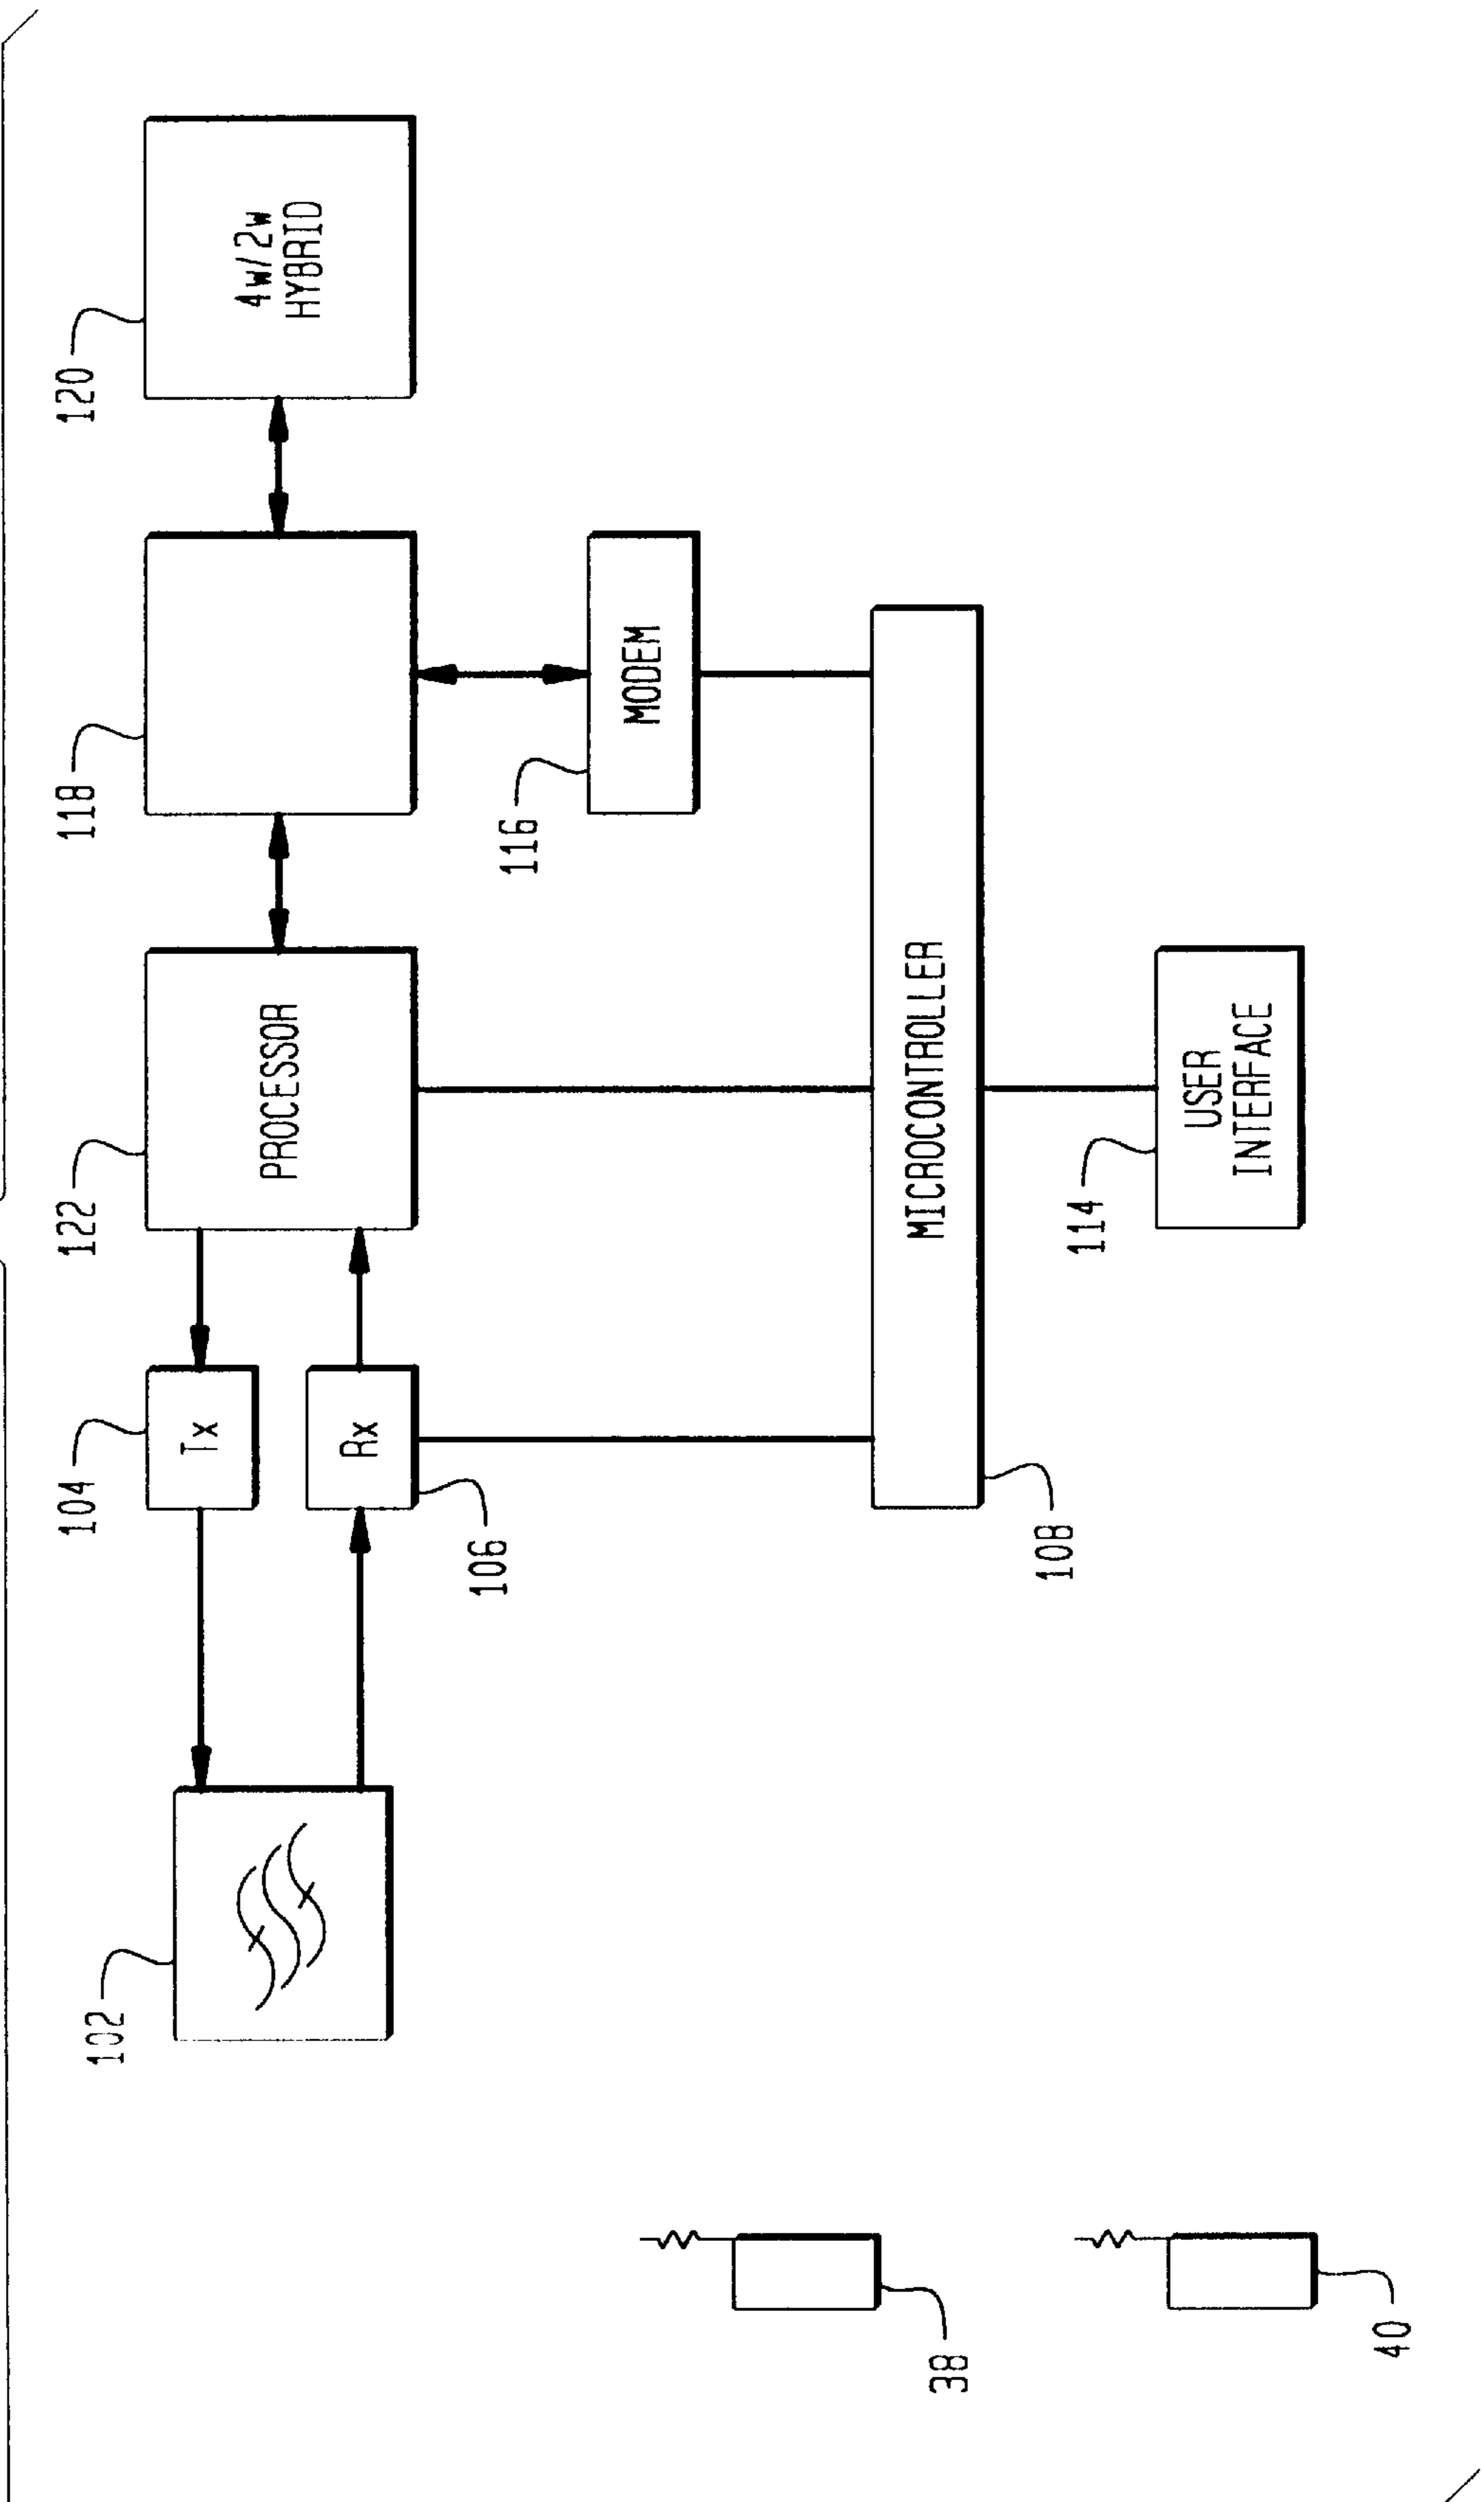 102
104
Tx
106
Rx
122
PROCESSOR
118
120
4w/2w
HYBRID
116
MODEM
108
MICROCONTROLLER
114
USER
INTERFACE
38
40